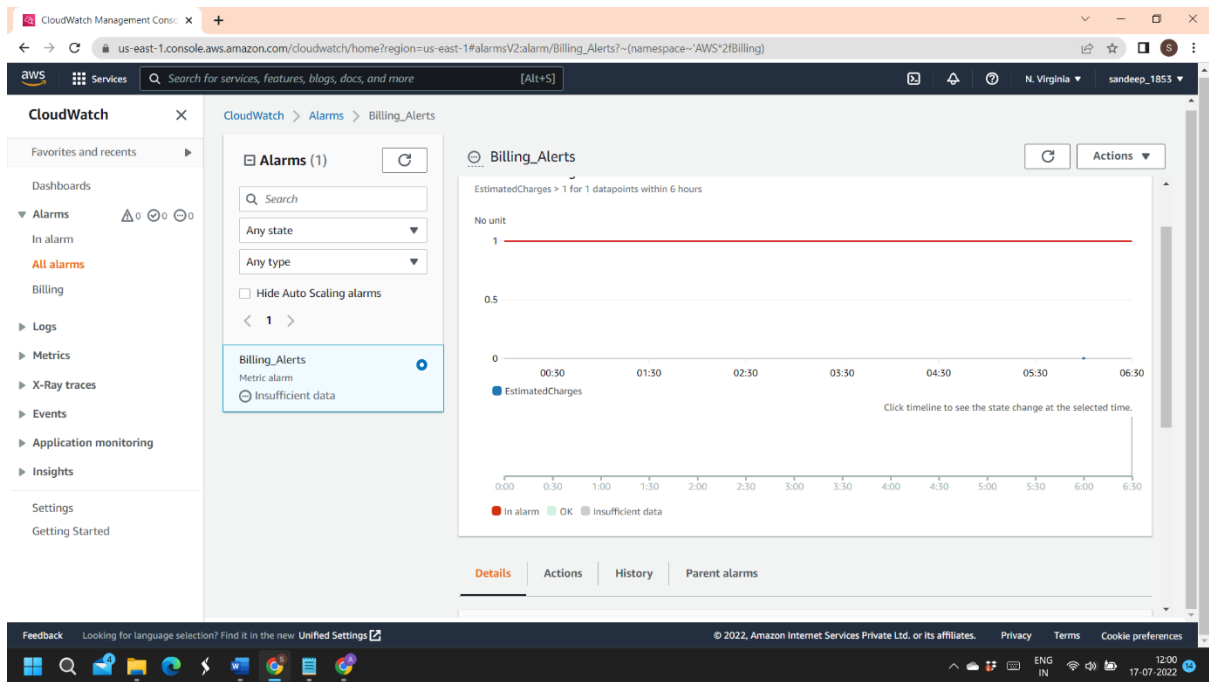 CloudWatch Management Conso
us-east-1.console.aws.amazon.com/cloudwatch/home?region=us-east-1#alarmsV2:alarm/Billing_Alerts?~(namespace~'AWS*2fBilling)
S
aws
Services
Search for services, features, blogs, docs, and more
[Alt+S]
N. Virginia ▼
sandeep_1853 ▼
CloudWatch
Favorites and recents
Dashboards
Alarms
0 0 0
In alarm
All alarms
Billing
Logs
Metrics
X-Ray traces
Events
Application monitoring
Insights
Settings
Getting Started
CloudWatch > Alarms > Billing_Alerts
Alarms (1)
Search
Any state
Any type
Hide Auto Scaling alarms
< 1 >
Billing_Alerts
Metric alarm
Insufficient data
Billing_Alerts
Actions ▼
EstimatedCharges > 1 for 1 datapoints within 6 hours
No unit
1
0.5
0
00:30 01:30 02:30 03:30 04:30 05:30 06:30
EstimatedCharges
Click timeline to see the state change at the selected time.
0:00 0:30 1:00 1:30 2:00 2:30 3:00 3:30 4:00 4:30 5:00 5:30 6:00 6:30
In alarm OK Insufficient data
Details
Actions
History
Parent alarms
Feedback
Looking for language selection? Find it in the new Unified Settings
© 2022, Amazon Internet Services Private Ltd. or its affiliates.
Privacy
Terms
Cookie preferences
ENG
IN
12:00
17-07-2022
14